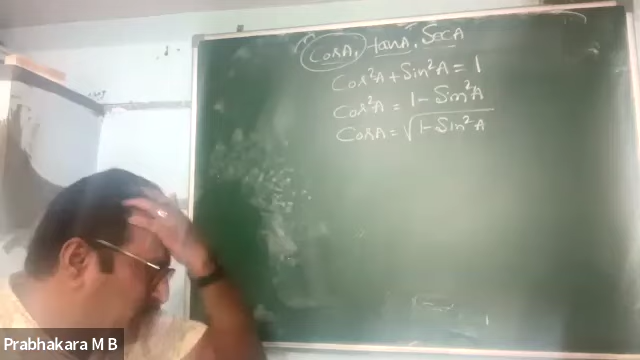 CosA, tanA, SecA
Cos²A + Sin²A = 1
Cos²A = 1 - Sin²A
CosA = √1 - Sin²A
Prabhakara M B